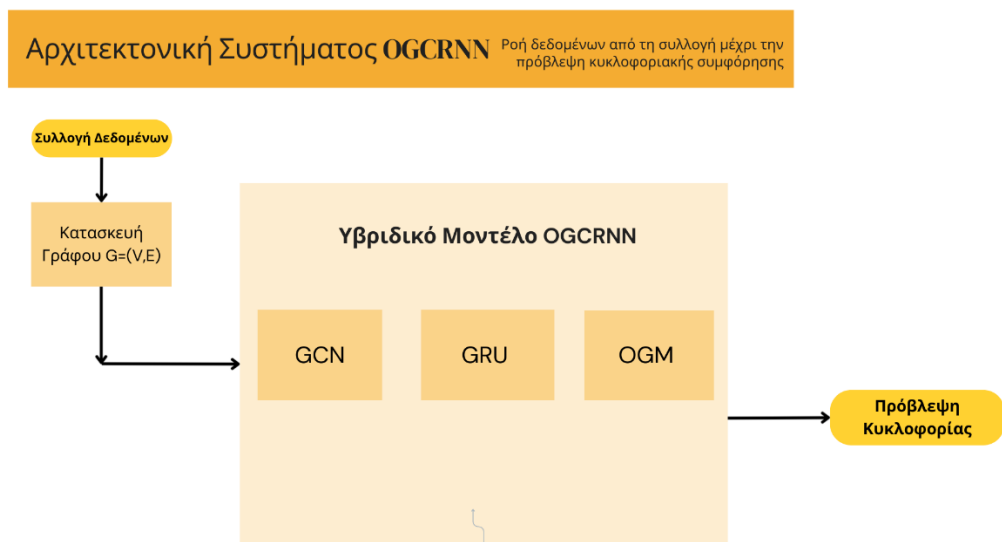 Αρχιτεκτονική Συστήματος OGCRNN
Ροή δεδομένων από τη συλλογή μέχρι την
πρόβλεψη κυκλοφοριακής συμφόρησης
Συλλογή Δεδομένων
Κατασκευή
Γράφου G=(V,E)
Υβριδικό Μοντέλο OGCRNN
GCN
GRU
OGM
Πρόβλεψη
Κυκλοφορίας